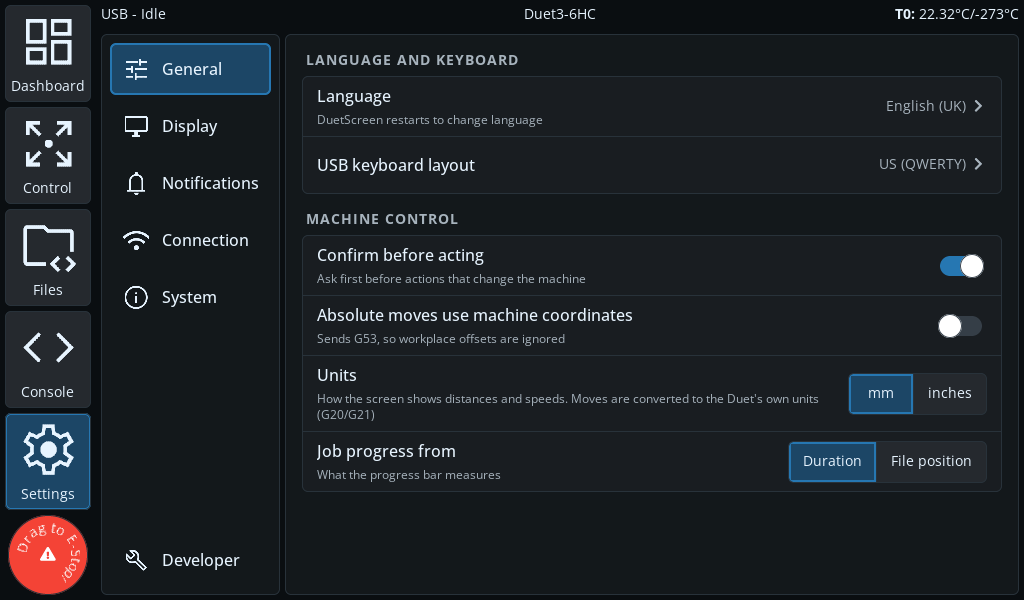 USB - Idle
Duet3-6HC
T0: 22.32°C/-273°C
Dashboard
Control
Files
Console
Settings
Drag to E-Stop!
General
Display
Notifications
Connection
System
Developer
LANGUAGE AND KEYBOARD
Language
DuetScreen restarts to change language
English (UK)
USB keyboard layout
US (QWERTY)
MACHINE CONTROL
Confirm before acting
Ask first before actions that change the machine
Absolute moves use machine coordinates
Sends G53, so workplace offsets are ignored
Units
How the screen shows distances and speeds. Moves are converted to the Duet's own units
(G20/G21)
mm
inches
Job progress from
What the progress bar measures
Duration
File position